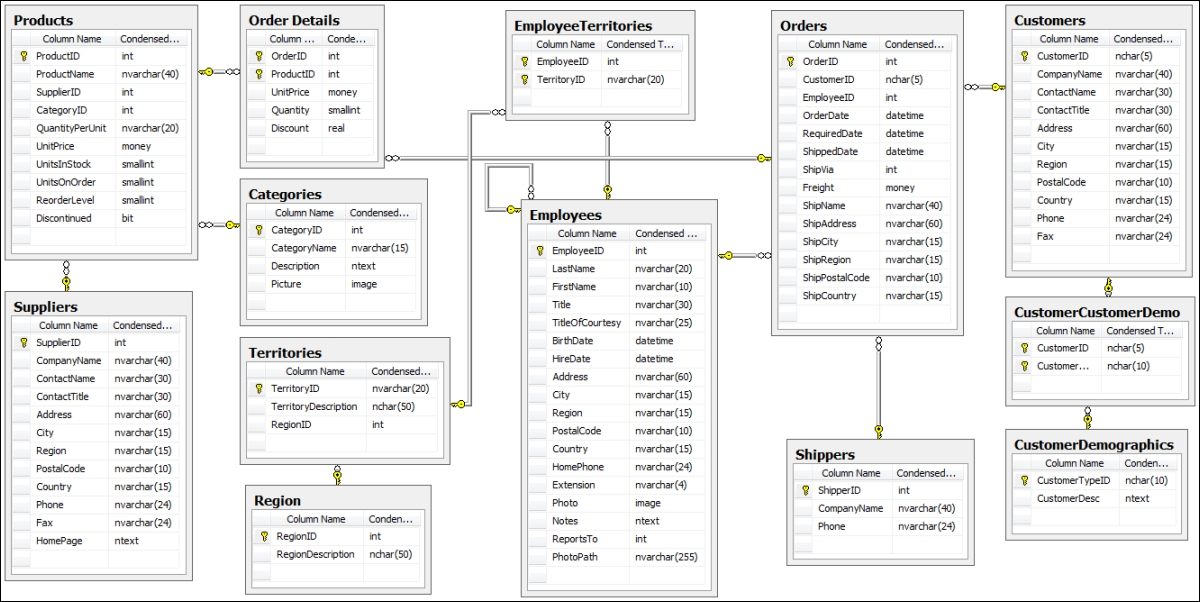 Products
Column Name Condensed...
ProductID int
ProductName nvarchar(40)
SupplierID int
CategoryID int
QuantityPerUnit nvarchar(20)
UnitPrice money
UnitsInStock smallint
UnitsOnOrder smallint
ReorderLevel smallint
Discontinued bit
Order Details
Column ... Conde...
OrderID int
ProductID int
UnitPrice money
Quantity smallint
Discount real
EmployeeTerritories
Column Name Condensed T...
EmployeeID int
TerritoryID nvarchar(20)
Orders
Column Name Condensed...
OrderID int
CustomerID nchar(5)
EmployeeID int
OrderDate datetime
RequiredDate datetime
ShippedDate datetime
ShipVia int
Freight money
ShipName nvarchar(40)
ShipAddress nvarchar(60)
ShipCity nvarchar(15)
ShipRegion nvarchar(15)
ShipPostalCode nvarchar(10)
ShipCountry nvarchar(15)
Customers
Column Name Condensed...
CustomerID nchar(5)
CompanyName nvarchar(40)
ContactName nvarchar(30)
ContactTitle nvarchar(30)
Address nvarchar(60)
City nvarchar(15)
Region nvarchar(15)
PostalCode nvarchar(10)
Country nvarchar(15)
Phone nvarchar(24)
Fax nvarchar(24)
Categories
Column Name Condensed...
CategoryID int
CategoryName nvarchar(15)
Description ntext
Picture image
Employees
Column Name Condensed ...
EmployeeID int
LastName nvarchar(20)
FirstName nvarchar(10)
Title nvarchar(30)
TitleOfCourtesy nvarchar(25)
BirthDate datetime
HireDate datetime
Address nvarchar(60)
City nvarchar(15)
Region nvarchar(15)
PostalCode nvarchar(10)
Country nvarchar(15)
HomePhone nvarchar(24)
Extension nvarchar(4)
Photo image
Notes ntext
ReportsTo int
PhotoPath nvarchar(255)
Suppliers
Column Name Condensed...
SupplierID int
CompanyName nvarchar(40)
ContactName nvarchar(30)
ContactTitle nvarchar(30)
Address nvarchar(60)
City nvarchar(15)
Region nvarchar(15)
PostalCode nvarchar(10)
Country nvarchar(15)
Phone nvarchar(24)
Fax nvarchar(24)
HomePage ntext
Territories
Column Name Condensed...
TerritoryID nvarchar(20)
TerritoryDescription nchar(50)
RegionID int
Region
Column Name Conden...
RegionID int
RegionDescription nchar(50)
Shippers
Column Name Condensed...
ShipperID int
CompanyName nvarchar(40)
Phone nvarchar(24)
CustomerCustomerDemo
Column Name Condensed T...
CustomerID nchar(5)
Customer... nchar(10)
CustomerDemographics
Column Name Conden...
CustomerTypeID nchar(10)
CustomerDesc ntext